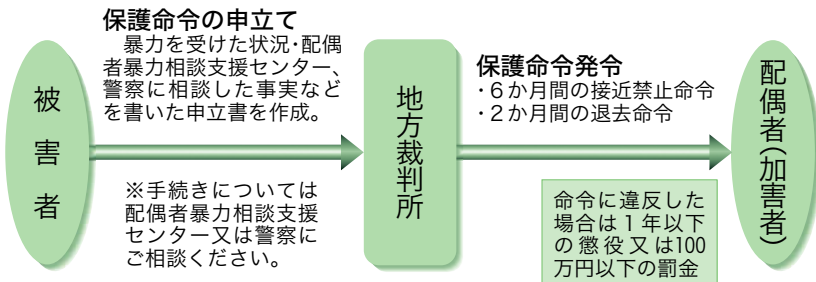 保護命令の申立て
暴力を受けた状況・配偶
者暴力相談支援センター、
警察に相談した事実など
を書いた申立書を作成。
被害者
※手続きについては
配偶者暴力相談支援
センター又は警察に
ご相談ください。
地方裁判所
保護命令発令
・6か月間の接近禁止命令
・2か月間の退去命令
命令に違反した
場合は1年以下
の懲役又は100
万円以下の罰金
配偶者(加害者)